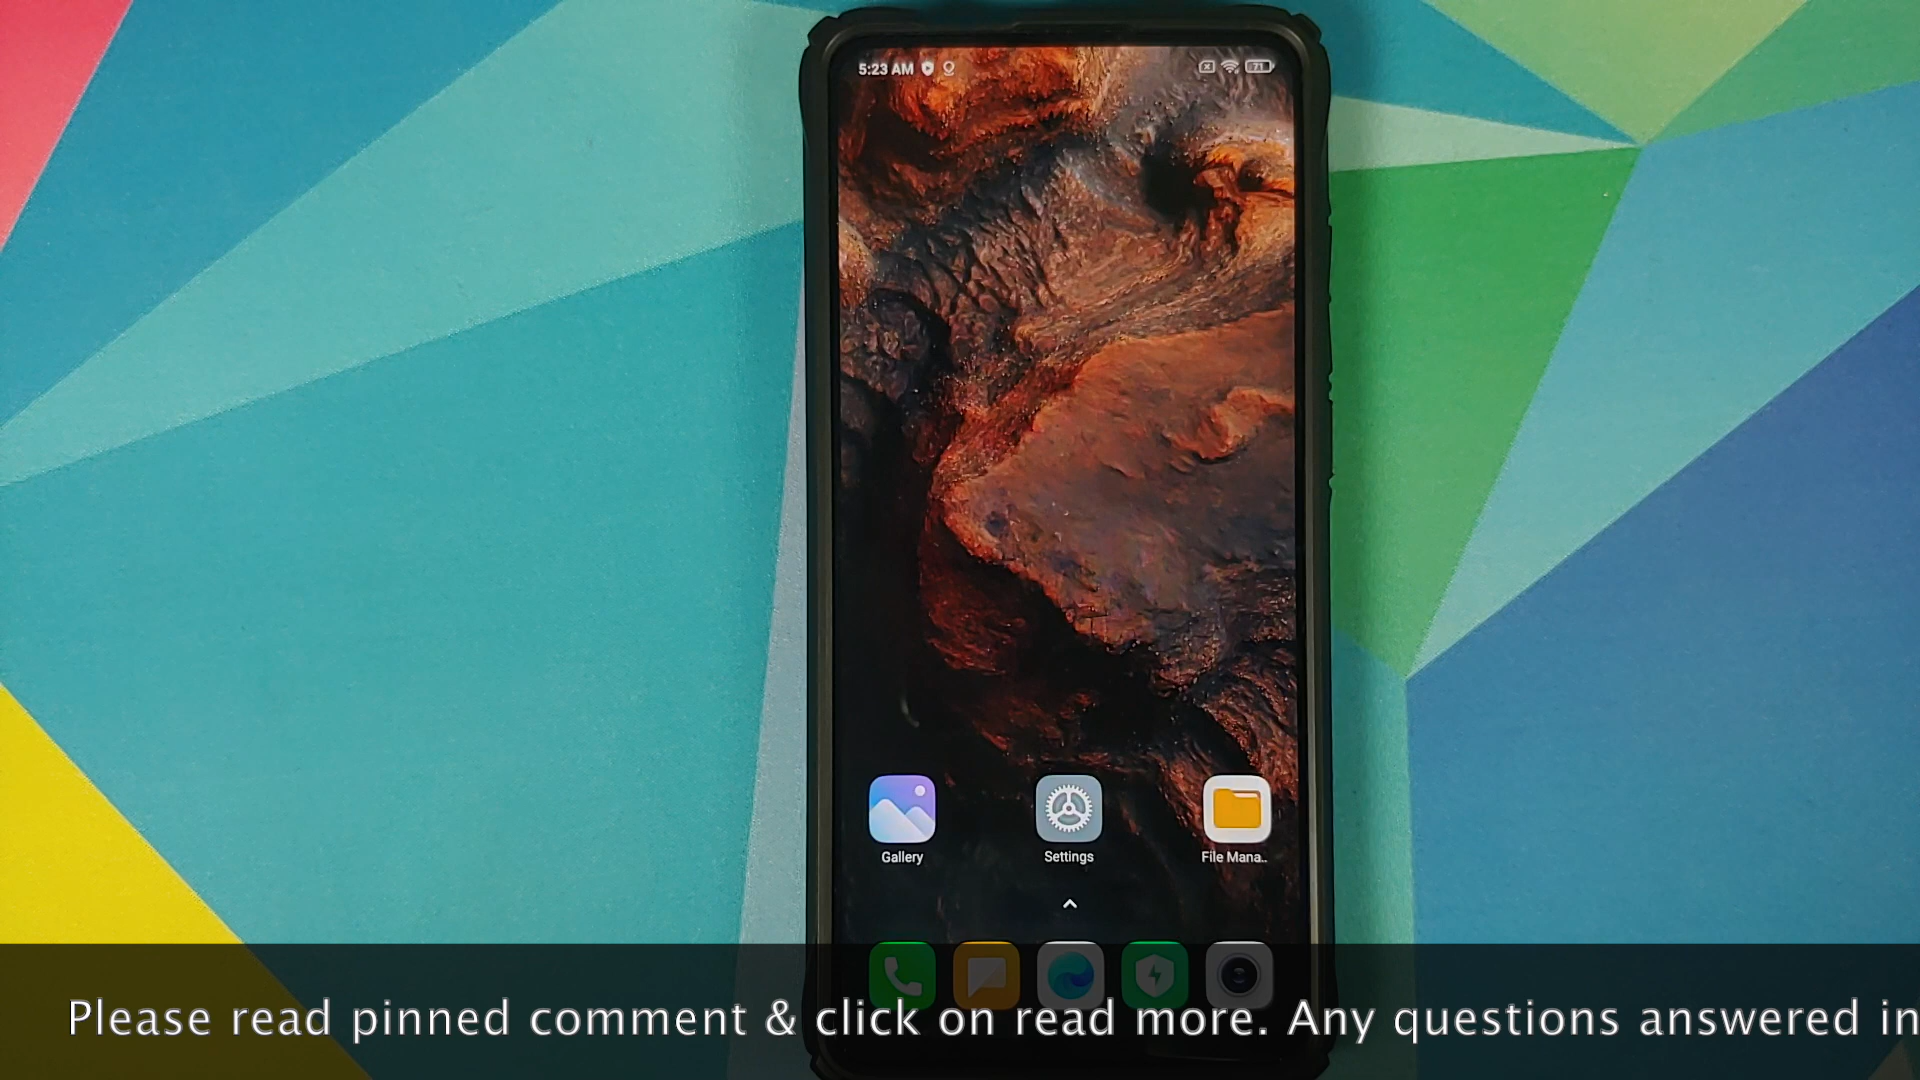 5:23 AM
71
Gallery
Settings
File Mana..
Please read pinned comment & click on read more. Any questions answered in